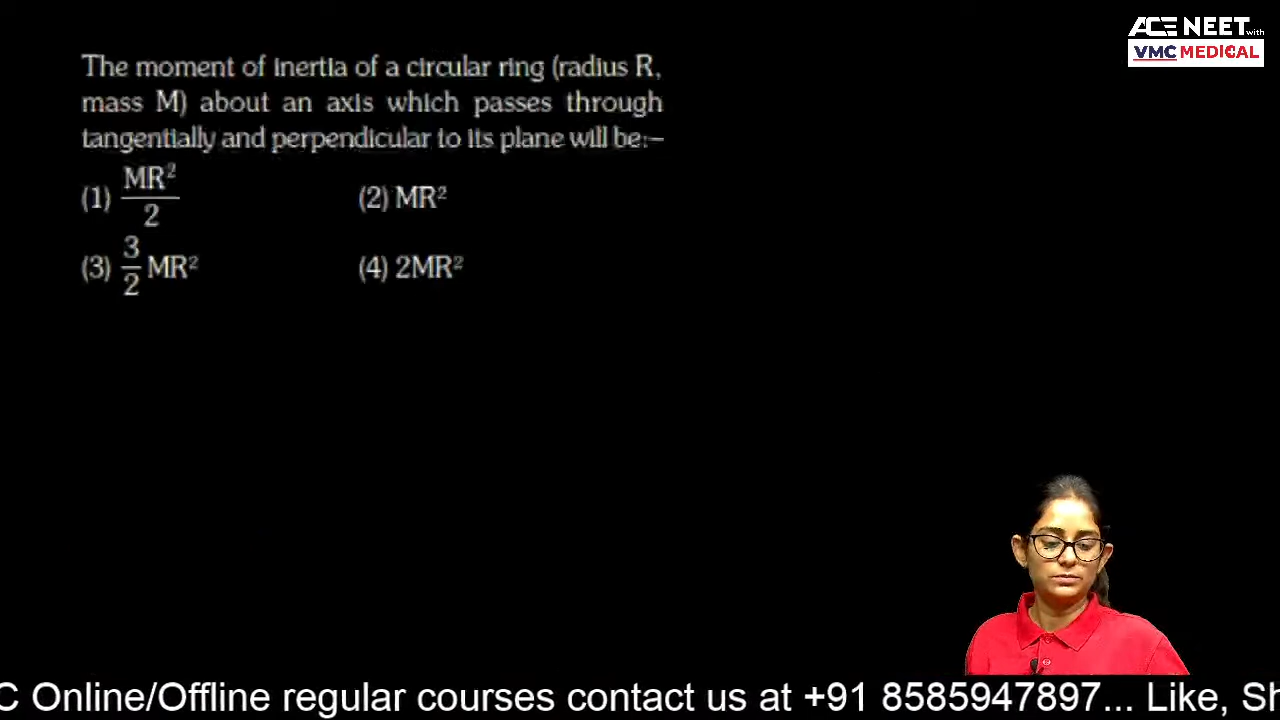 ACE NEET with
VMC MEDICAL
The moment of inertia of a circular ring (radius R,
mass M) about an axis which passes through
tangentially and perpendicular to its plane will be:–
(1) MR²/2 (2) MR²
(3) 3/2 MR² (4) 2MR²
C Online/Offline regular courses contact us at +91 8585947897... Like, Sh